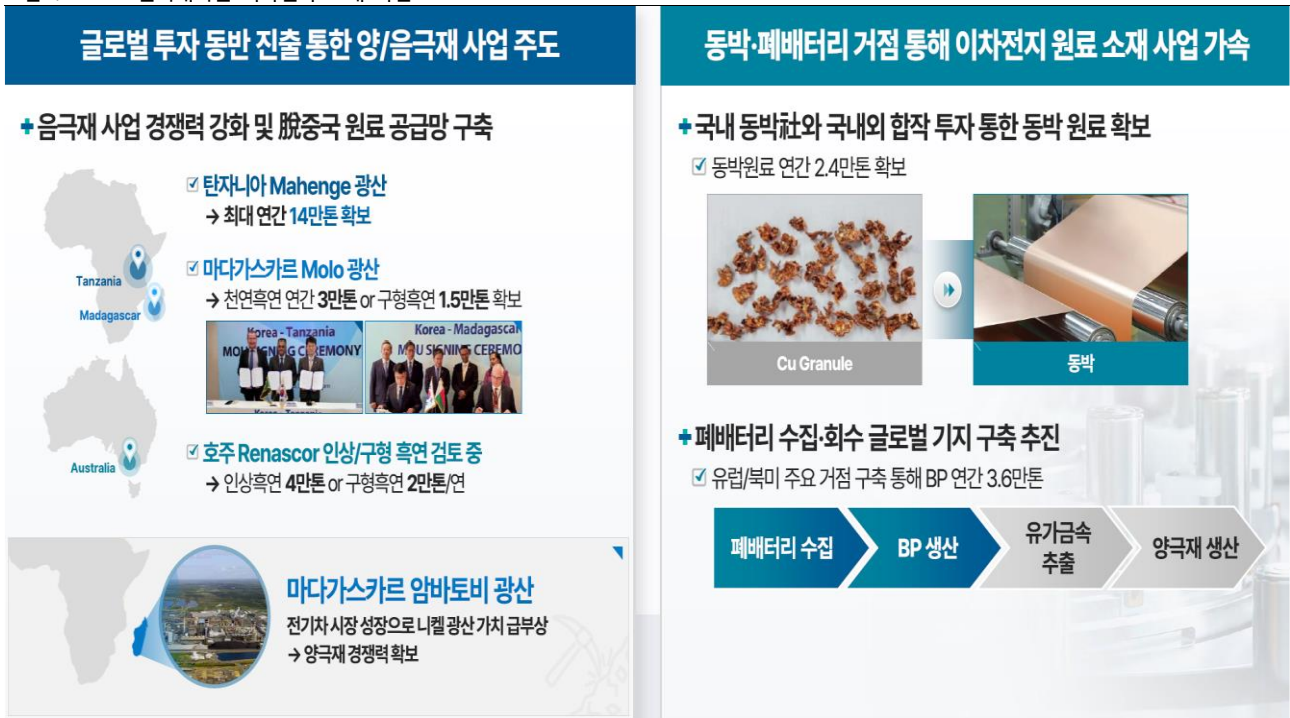 글로벌 투자 동반 진출 통한 양/음극재 사업 주도
+ 음극재 사업 경쟁력 강화 및 脫중국 원료 공급망 구축
탄자니아 Mahenge 광산
→ 최대 연간 14만톤 확보
Tanzania
Madagascar
마다가스카르 Molo 광산
→ 천연흑연 연간 3만톤 or 구형흑연 1.5만톤 확보
Korea - Tanzania
Korea - Madagascar
호주 Renascor 인상/구형 흑연 검토 중
→ 인상흑연 4만톤 or 구형흑연 2만톤/연
Australia
마다가스카르 암바토비 광산
전기차 시장 성장으로 니켈 광산 가치 급부상
→ 양극재 경쟁력 확보
동박·폐배터리 거점 통해 이차전지 원료 소재 사업 가속
+ 국내 동박社와 국내외 합작 투자 통한 동박 원료 확보
동박원료 연간 2.4만톤 확보
Cu Granule
동박
+ 폐배터리 수집·회수 글로벌 기지 구축 추진
유럽/북미 주요 거점 구축 통해 BP 연간 3.6만톤
폐배터리 수집
BP 생산
유가금속
추출
양극재 생산